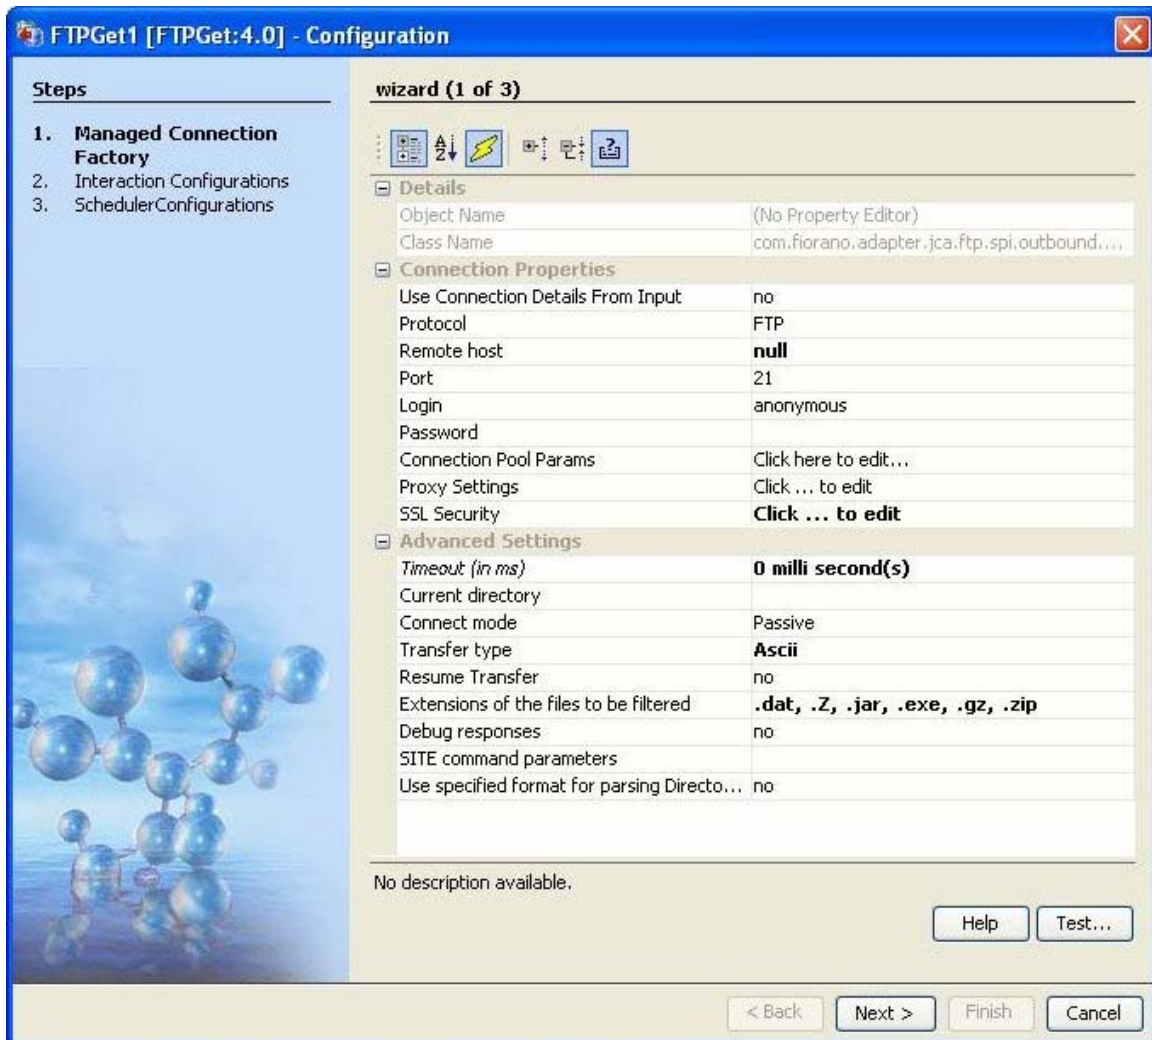 FTPGet1 [FTPGet:4.0] - Configuration
Steps
1. Managed Connection
Factory
2. Interaction Configurations
3. SchedulerConfigurations
wizard (1 of 3)
Details
Object Name (No Property Editor)
Class Name com.fiorano.adapter.jca.ftp.spi.outbound....
Connection Properties
Use Connection Details From Input no
Protocol FTP
Remote host null
Port 21
Login anonymous
Password
Connection Pool Params Click here to edit...
Proxy Settings Click ... to edit
SSL Security Click ... to edit
Advanced Settings
Timeout (in ms) 0 milli second(s)
Current directory
Connect mode Passive
Transfer type Ascii
Resume Transfer no
Extensions of the files to be filtered .dat, .Z, .jar, .exe, .gz, .zip
Debug responses no
SITE command parameters
Use specified format for parsing Directo... no
No description available.
Help Test...
< Back Next > Finish Cancel